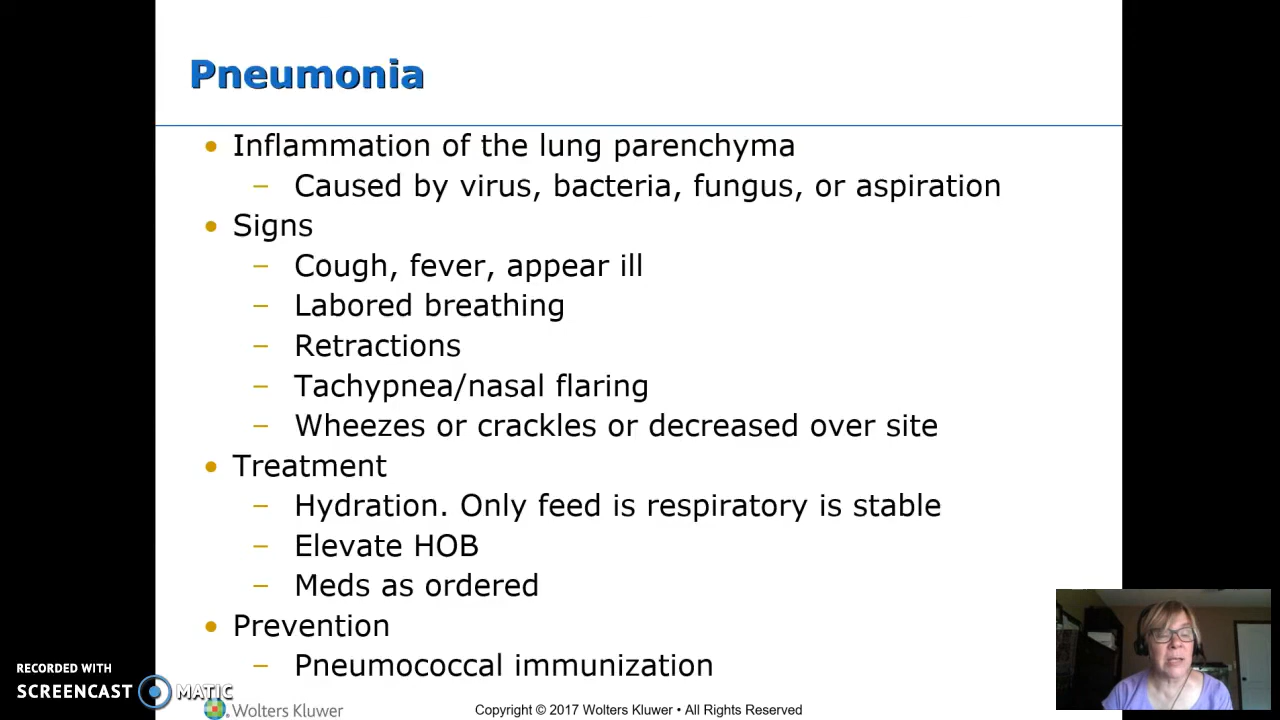 Pneumonia
• Inflammation of the lung parenchyma
– Caused by virus, bacteria, fungus, or aspiration
• Signs
– Cough, fever, appear ill
– Labored breathing
– Retractions
– Tachypnea/nasal flaring
– Wheezes or crackles or decreased over site
• Treatment
– Hydration. Only feed is respiratory is stable
– Elevate HOB
– Meds as ordered
• Prevention
– Pneumococcal immunization
RECORDED WITH
SCREENCAST MATIC
Wolters Kluwer
Copyright © 2017 Wolters Kluwer • All Rights Reserved